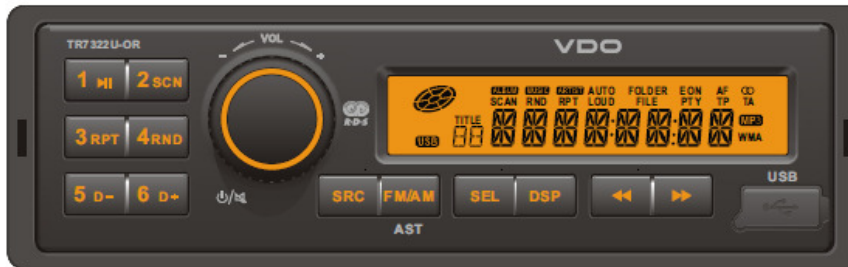 TR7322U-OR
VOL
VDO
- +
1 2 SCN
3 RPT 4 RND
5 D- 6 D+
R·D·S
ALBUM MUSIC ARTIST AUTO FOLDER EON AF
SCAN RND RPT LOUD FILE PTY TP TA
TITLE
USB
MP3
WMA
SRC FM/AM SEL DSP
AST
USB